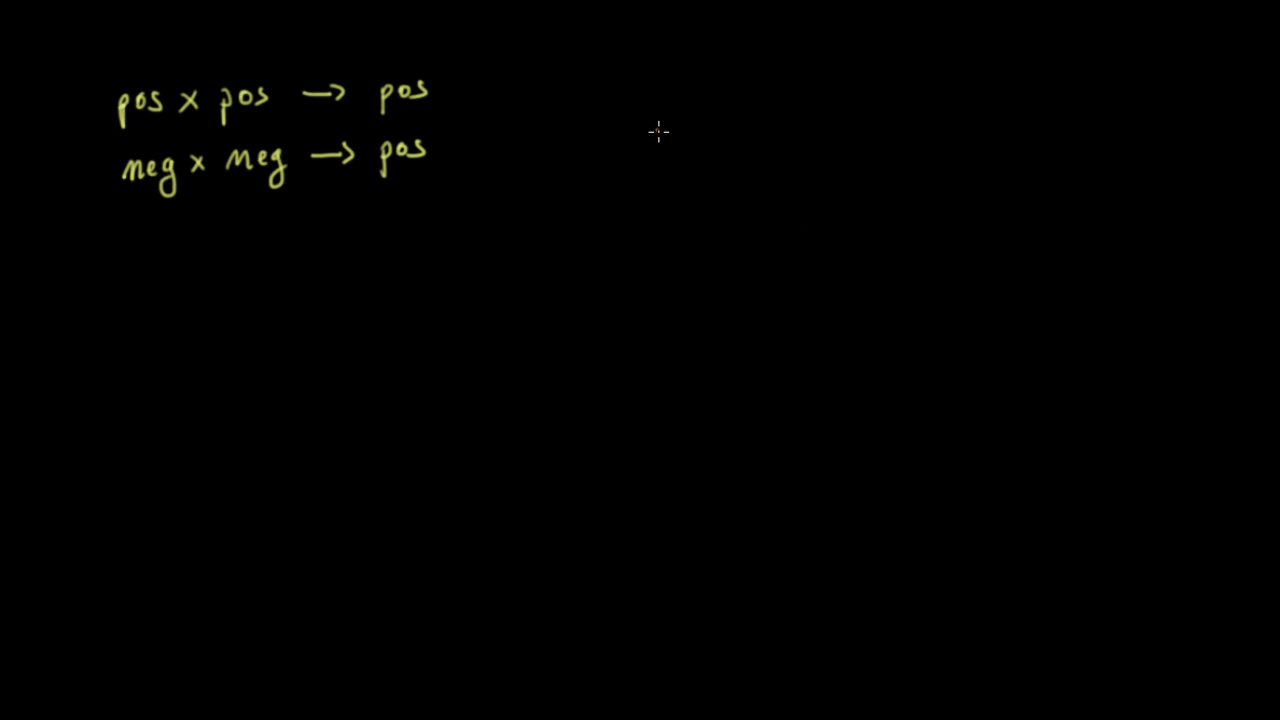 pos x pos → pos
neg x neg → pos